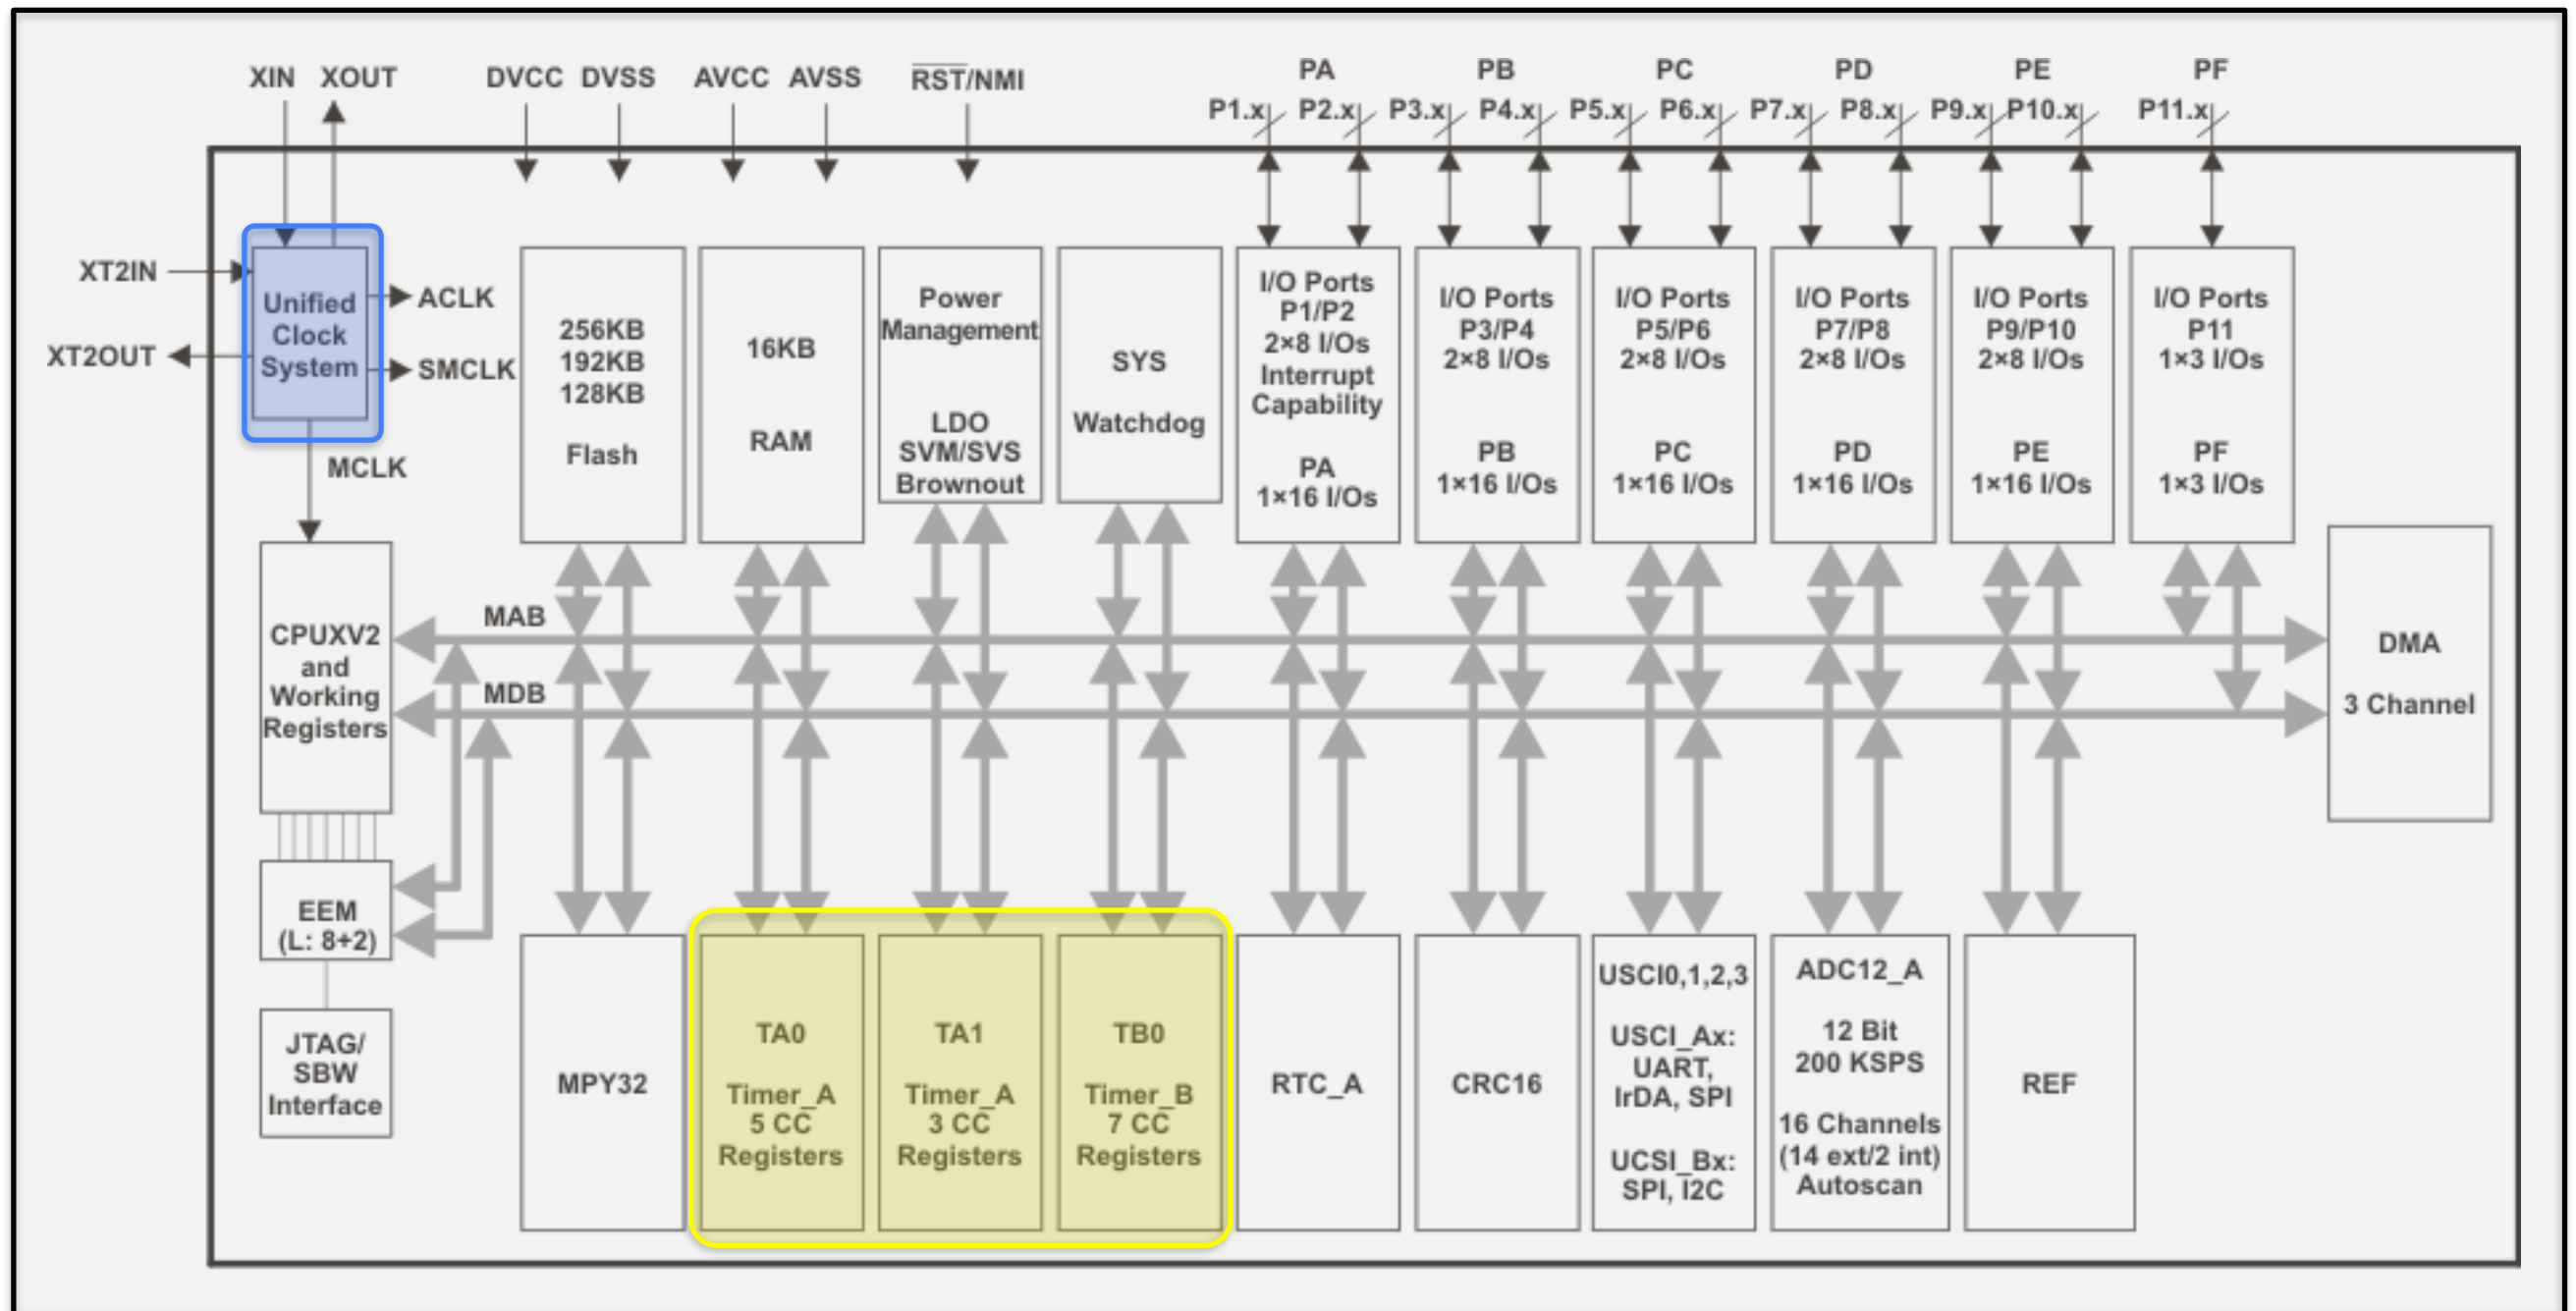 XIN XOUT DVCC DVSS AVCC AVSS RST/NMI
PA PB PC PD PE PF
P1.x P2.x P3.x P4.x P5.x P6.x P7.x P8.x P9.x P10.x P11.x
XT2IN
XT2OUT
Unified
Clock
System
ACLK
SMCLK
MCLK
256KB
192KB
128KB
Flash
16KB
RAM
Power
Management
LDO
SVM/SVS
Brownout
SYS
Watchdog
I/O Ports
P1/P2
2×8 I/Os
Interrupt
Capability
PA
1×16 I/Os
I/O Ports
P3/P4
2×8 I/Os
PB
1×16 I/Os
I/O Ports
P5/P6
2×8 I/Os
PC
1×16 I/Os
I/O Ports
P7/P8
2×8 I/Os
PD
1×16 I/Os
I/O Ports
P9/P10
2×8 I/Os
PE
1×16 I/Os
I/O Ports
P11
1×3 I/Os
PF
1×3 I/Os
CPUXV2
and
Working
Registers
MAB
MDB
DMA
3 Channel
EEM
(L: 8+2)
JTAG/
SBW
Interface
MPY32
TA0
Timer_A
5 CC
Registers
TA1
Timer_A
3 CC
Registers
TB0
Timer_B
7 CC
Registers
RTC_A
CRC16
USCI0,1,2,3
USCI_Ax:
UART,
IrDA, SPI
UCSI_Bx:
SPI, I2C
ADC12_A
12 Bit
200 KSPS
16 Channels
(14 ext/2 int)
Autoscan
REF